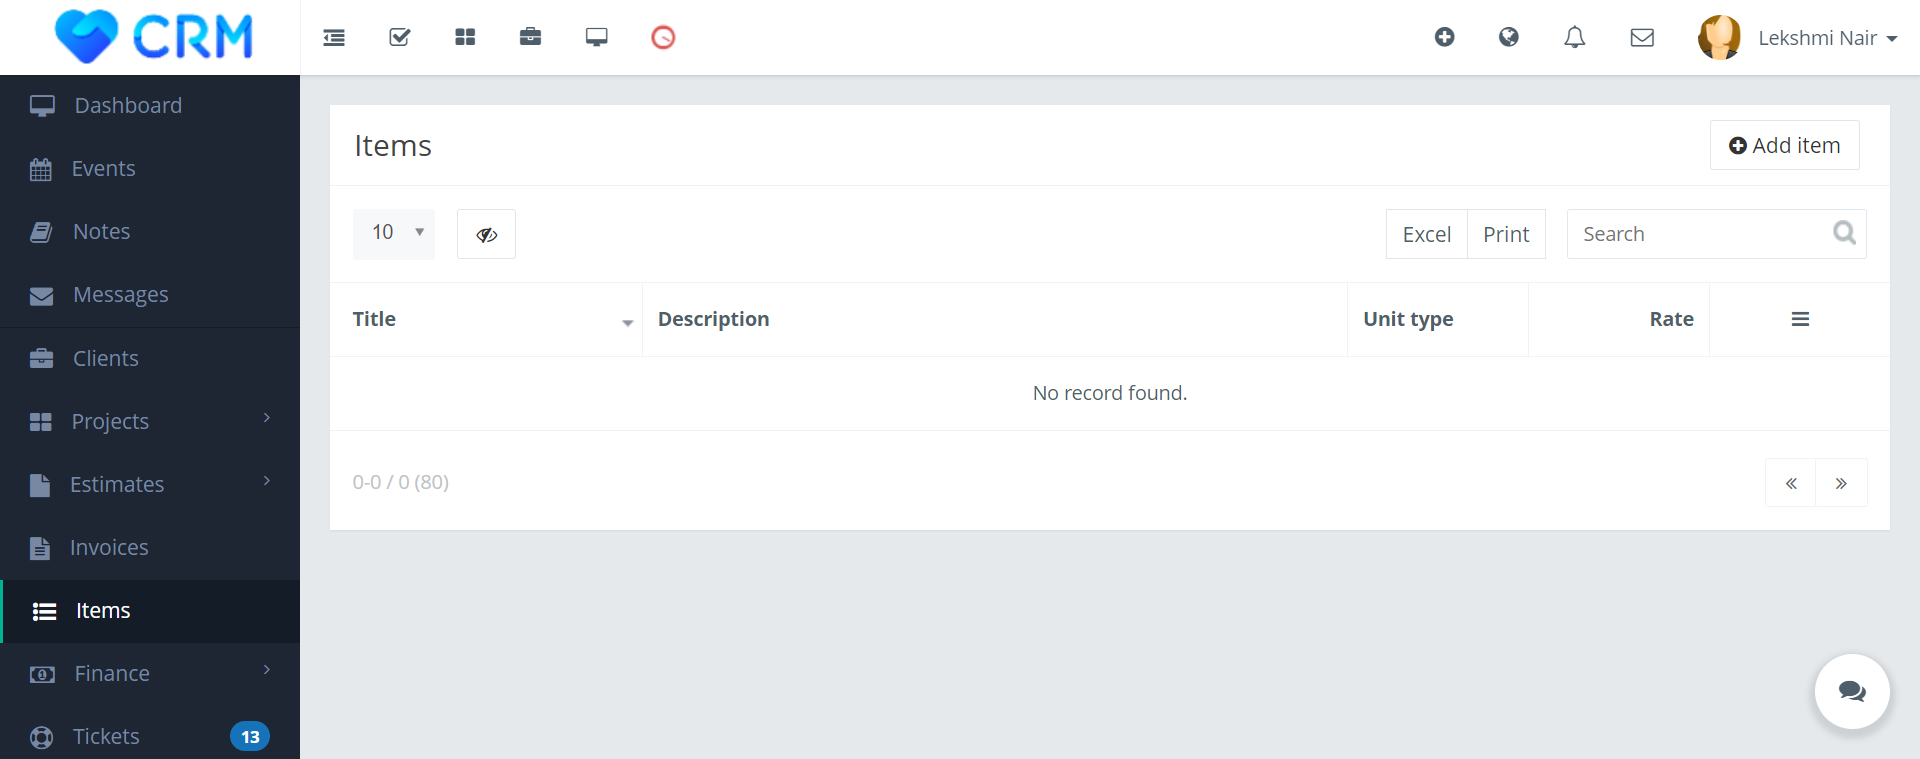 CRM
Lekshmi Nair
Dashboard
Events
Notes
Messages
Clients
Projects
Estimates
Invoices
Items
Finance
Tickets 13
Items
Add item
10
Excel Print Search
Title Description Unit type Rate
No record found.
0-0 / 0 (80)
« »